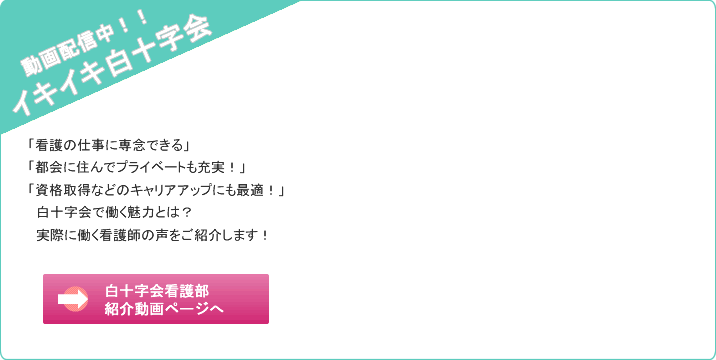 動画配信中！！
イキイキ白十字会
「看護の仕事に専念できる」
「都会に住んでプライベートも充実！」
「資格取得などのキャリアアップにも最適！」
白十字会で働く魅力とは？
実際に働く看護師の声をご紹介します！
白十字会看護部
紹介動画ページへ